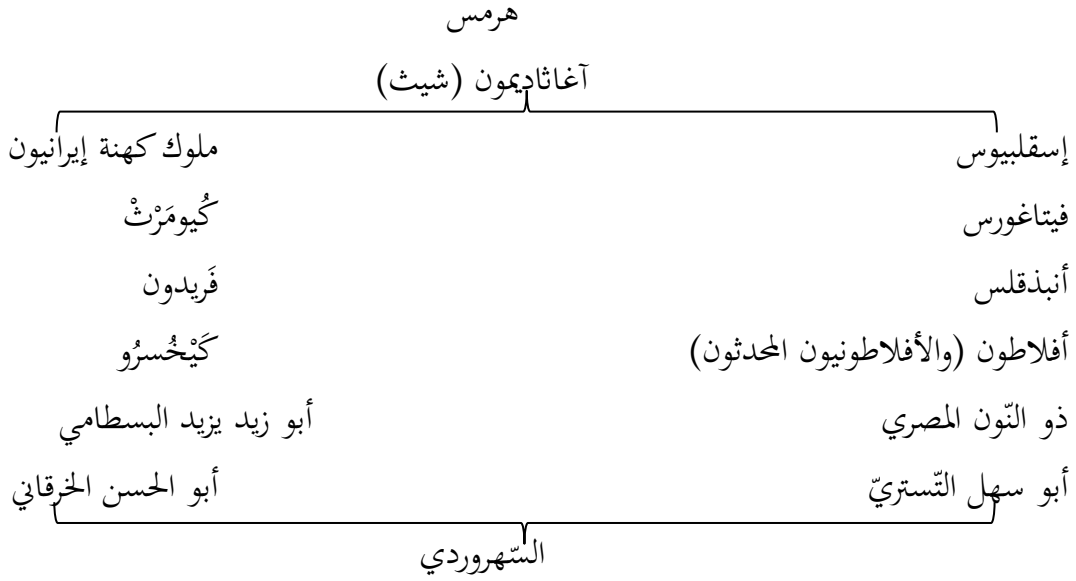 هرمس
آغاثاديمون (شيث)
إسقلبيوس ملوك كهنة إيرانيون
فيتاغورس كُيومَرْثْ
أنبذقلس فَريدون
أفلاطون (والأفلاطونيون المحدثون) كَيْخُسرُو
ذو النّون المصري أبو زيد يزيد البسطامي
أبو سهل التّستريّ أبو الحسن الخرقاني
السّهروردي